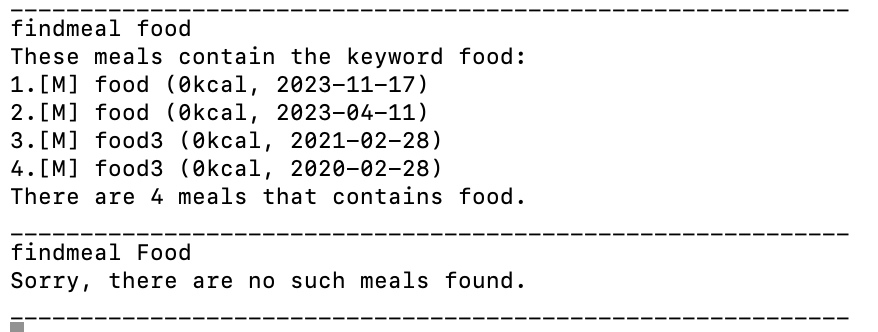 ____________________________________________________________
findmeal food
These meals contain the keyword food:
1.[M] food (0kcal, 2023-11-17)
2.[M] food (0kcal, 2023-04-11)
3.[M] food3 (0kcal, 2021-02-28)
4.[M] food3 (0kcal, 2020-02-28)
There are 4 meals that contains food.
____________________________________________________________
findmeal Food
Sorry, there are no such meals found.
____________________________________________________________